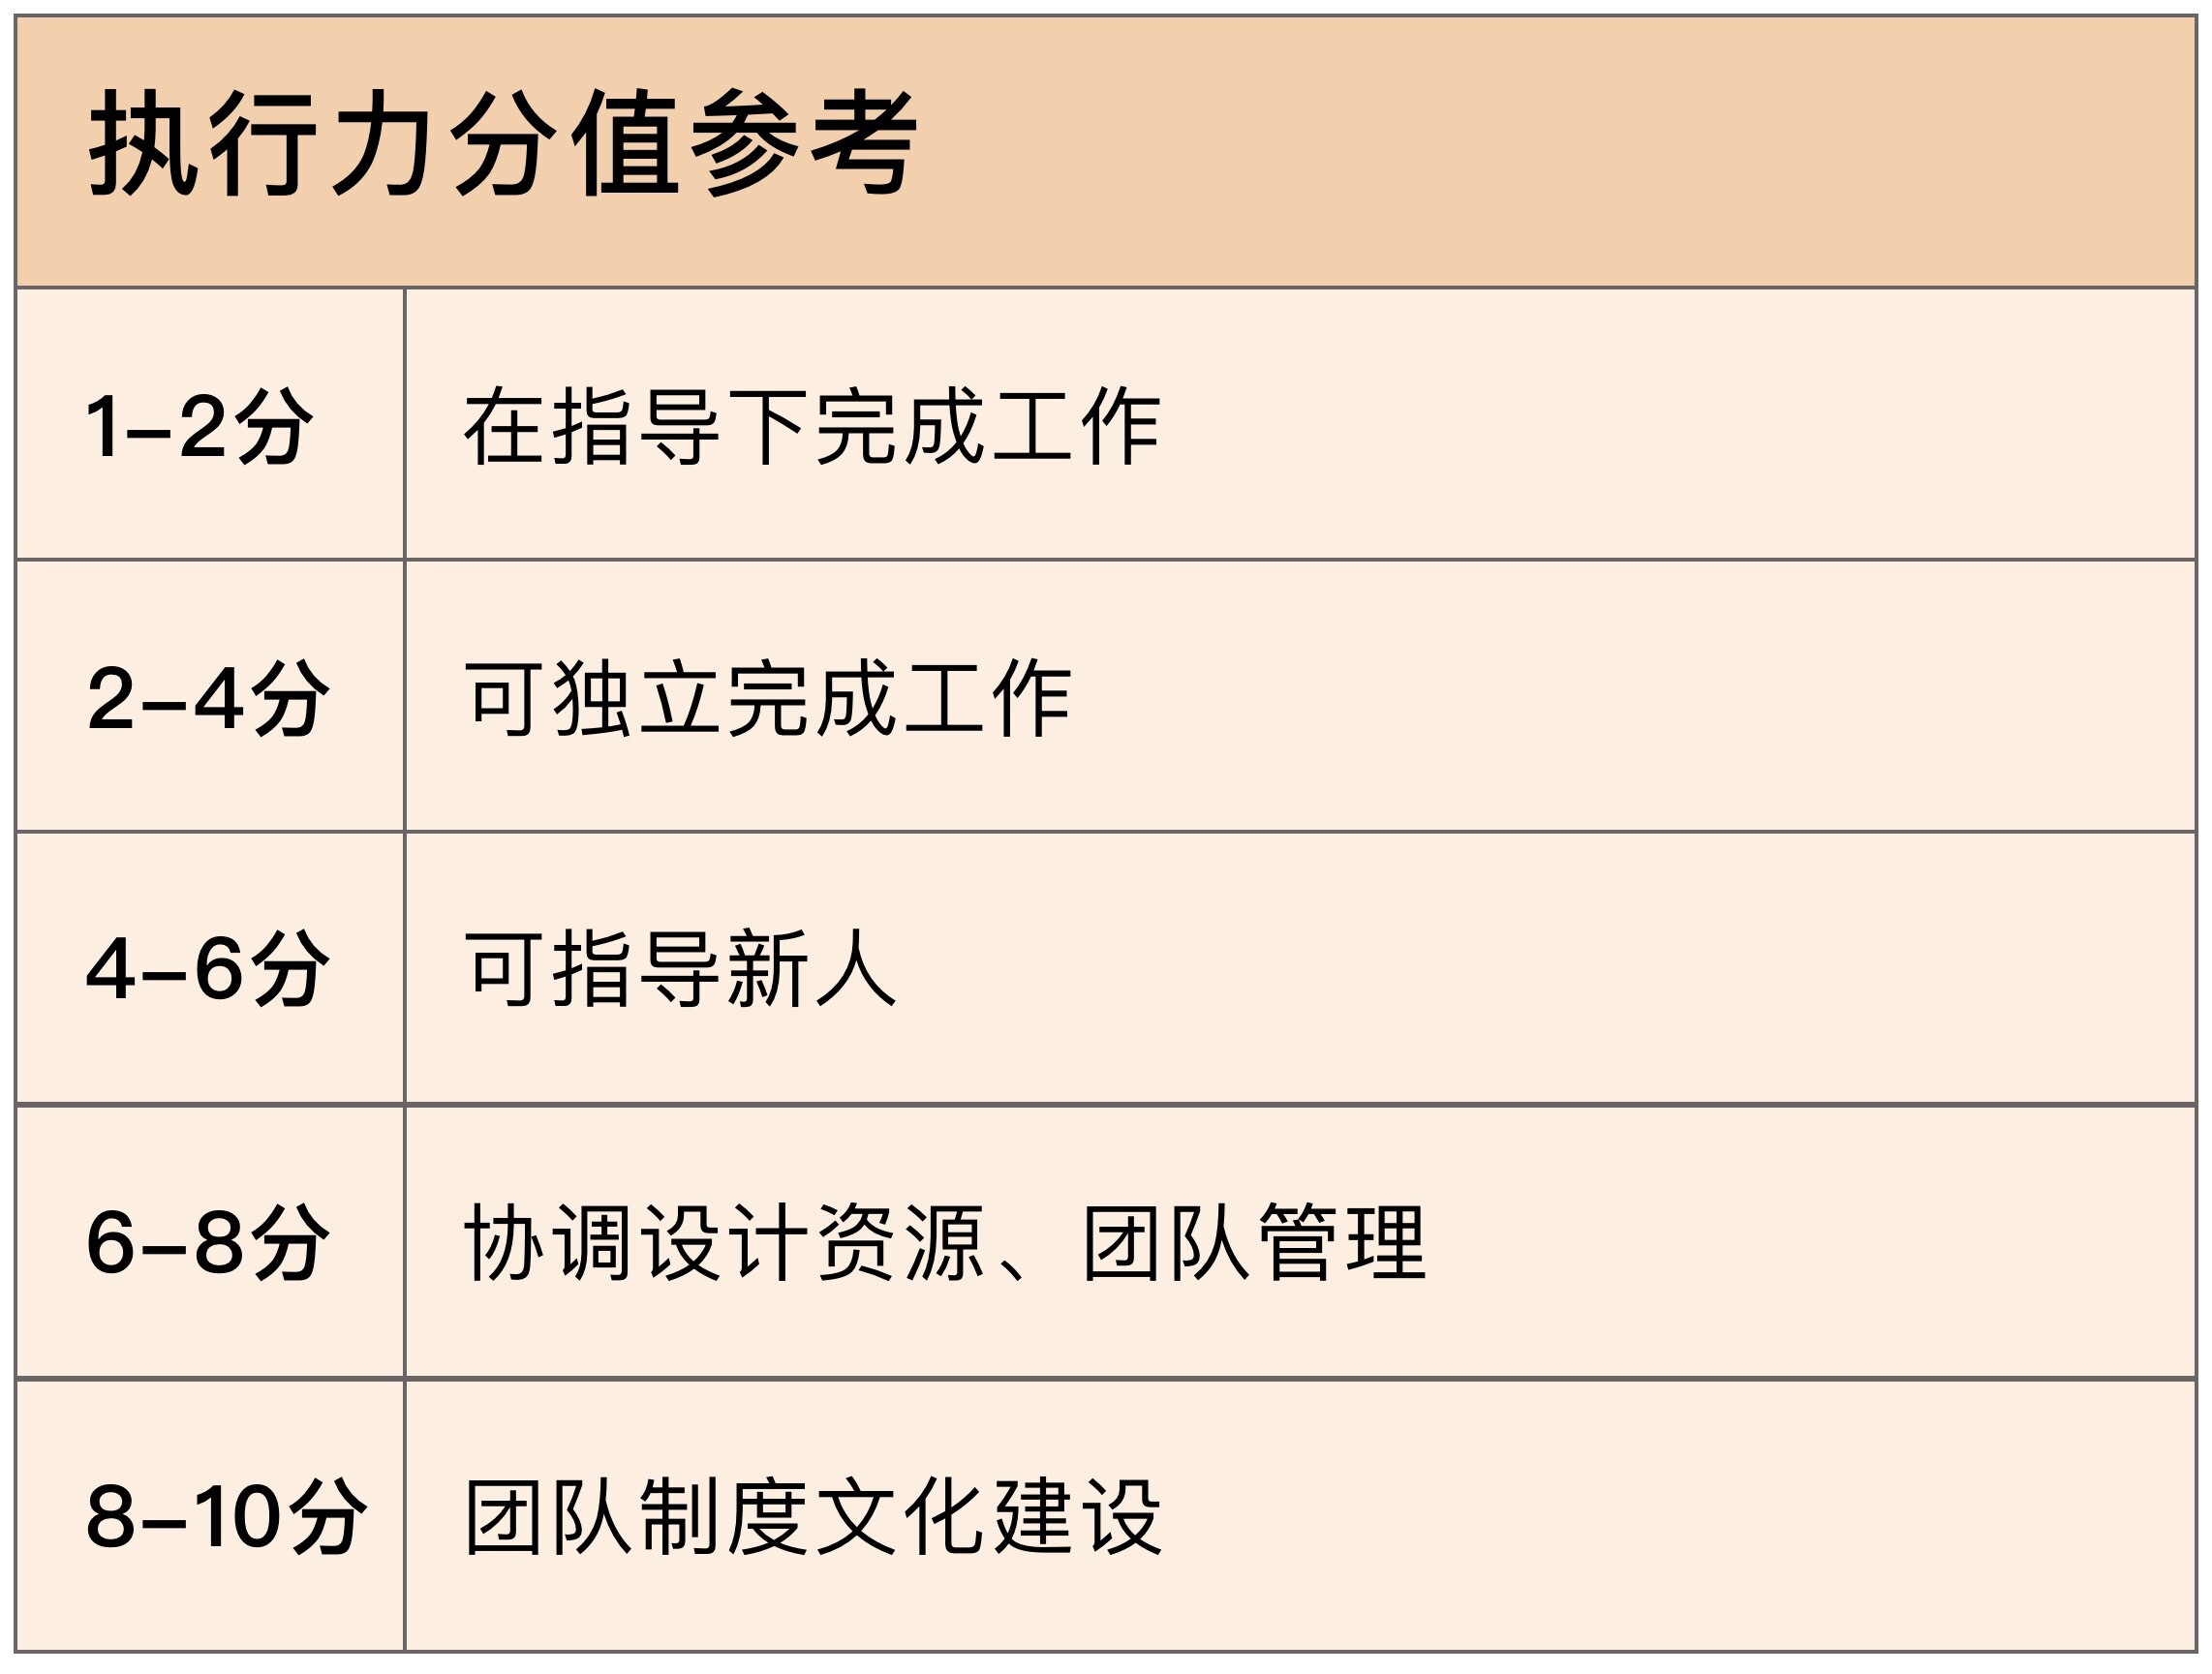 执行力分值参考
1–2分 在指导下完成工作
2–4分 可独立完成工作
4–6分 可指导新人
6–8分 协调设计资源、团队管理
8–10分 团队制度文化建设